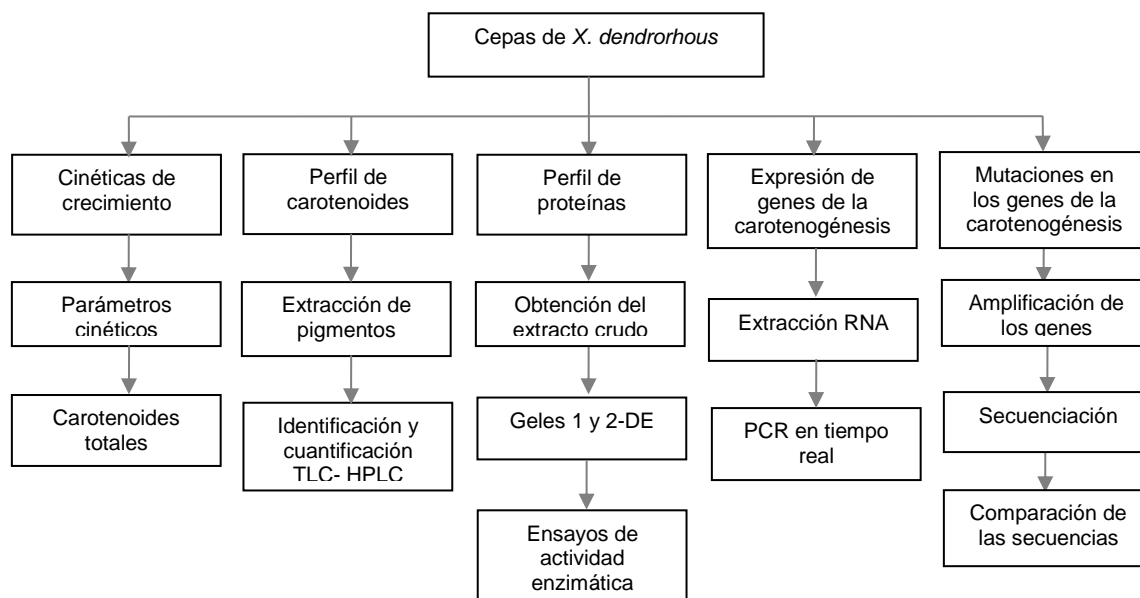 Cepas de X. dendrorhous
Cinéticas de
crecimiento
Parámetros
cinéticos
Carotenoides
totales
Perfil de
carotenoides
Extracción de
pigmentos
Identificación y
cuantificación
TLC- HPLC
Perfil de
proteínas
Obtención del
extracto crudo
Geles 1 y 2-DE
Ensayos de
actividad
enzimática
Expresión de
genes de la
carotenogénesis
Extracción RNA
PCR en tiempo
real
Mutaciones en
los genes de la
carotenogénesis
Amplificación de
los genes
Secuenciación
Comparación de
las secuencias